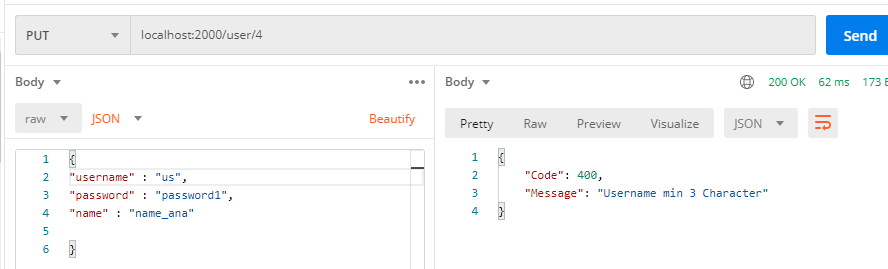 PUT localhost:2000/user/4 Send
Body ••• Body 200 OK 62 ms 173 B
raw JSON Beautify Pretty Raw Preview Visualize JSON
1 {
2 "username" : "us",
3 "password" : "password1",
4 "name" : "name_ana"
5
6 }
1 {
2 "Code": 400,
3 "Message": "Username min 3 Character"
4 }